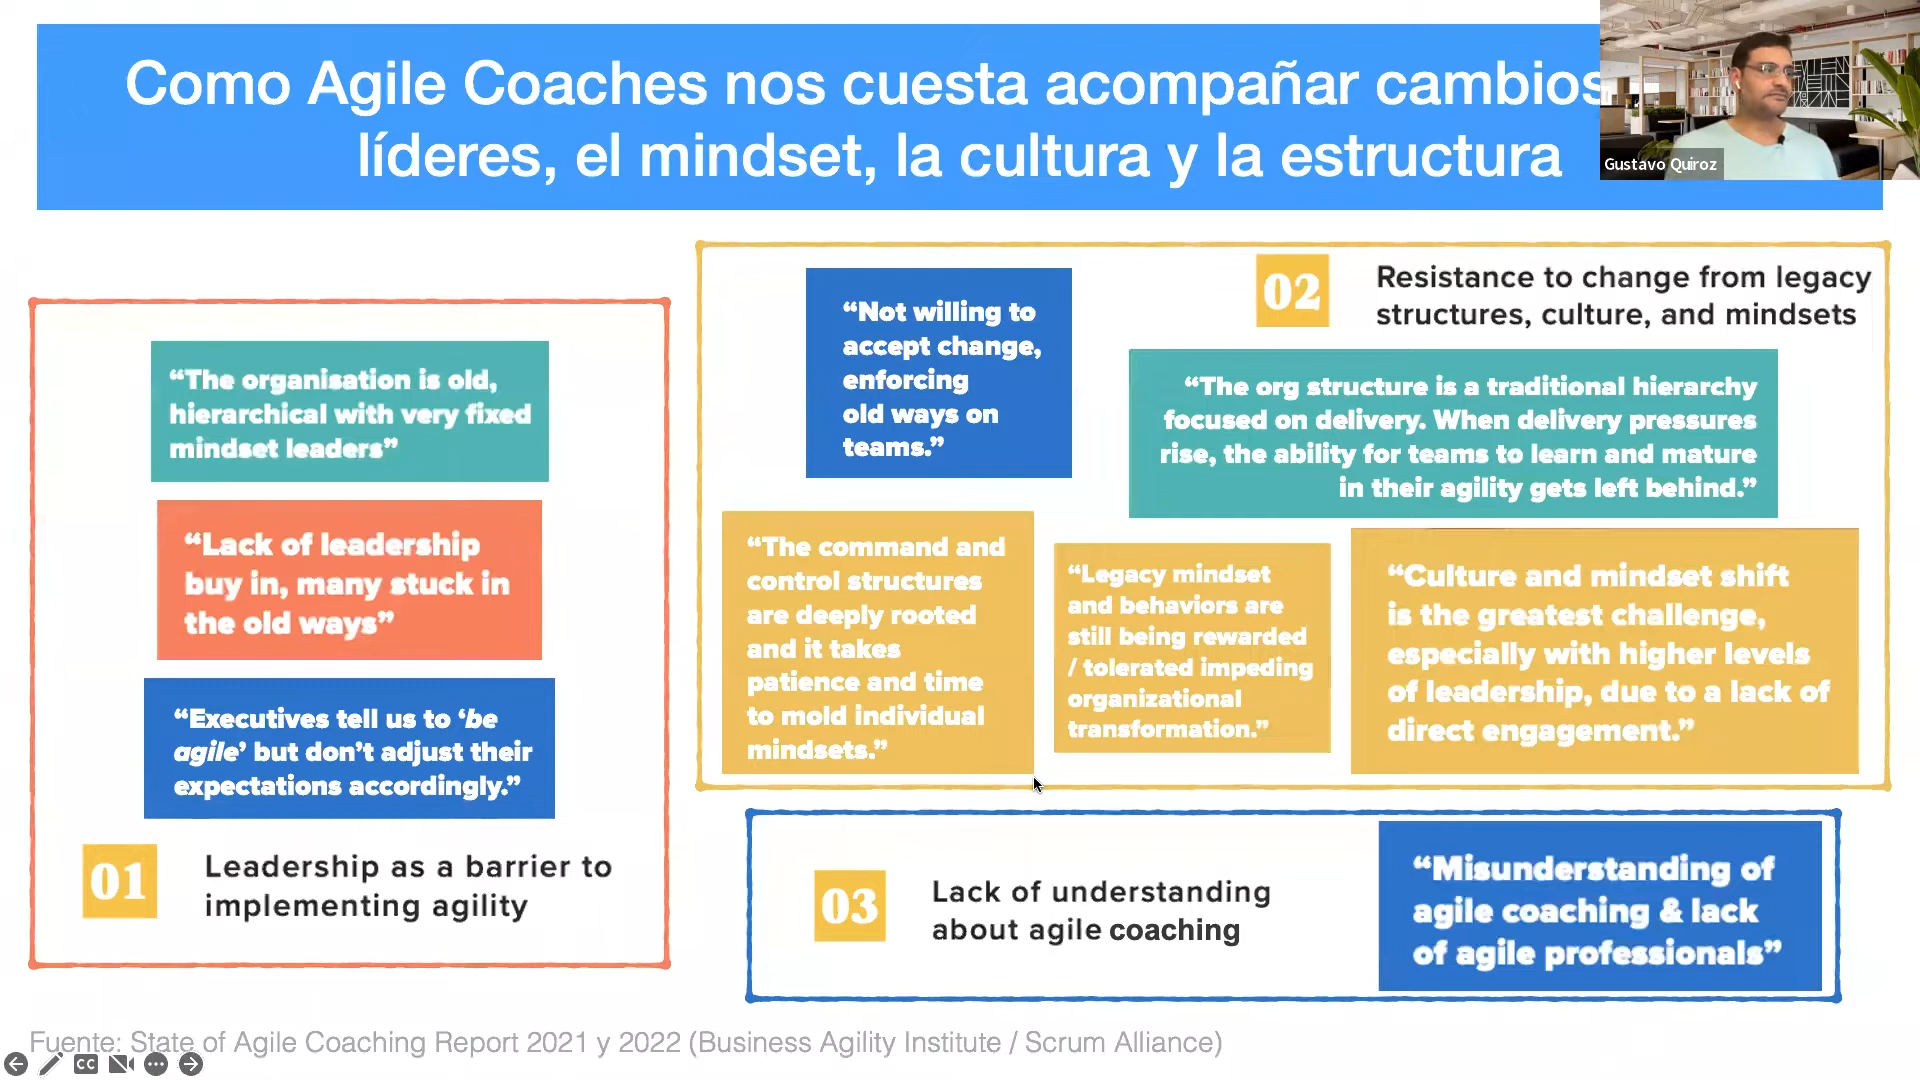 Como Agile Coaches nos cuesta acompañar cambios
líderes, el mindset, la cultura y la estructura
Gustavo Quiroz
“The organisation is old,
hierarchical with very fixed
mindset leaders”
“Lack of leadership
buy in, many stuck in
the old ways”
“Executives tell us to ‘be
agile’ but don’t adjust their
expectations accordingly.”
01
Leadership as a barrier to
implementing agility
“Not willing to
accept change,
enforcing
old ways on
teams.”
02
Resistance to change from legacy
structures, culture, and mindsets
“The org structure is a traditional hierarchy
focused on delivery. When delivery pressures
rise, the ability for teams to learn and mature
in their agility gets left behind.”
“The command and
control structures
are deeply rooted
and it takes
patience and time
to mold individual
mindsets.”
“Legacy mindset
and behaviors are
still being rewarded
/ tolerated impeding
organizational
transformation.”
“Culture and mindset shift
is the greatest challenge,
especially with higher levels
of leadership, due to a lack of
direct engagement.”
03
Lack of understanding
about agile coaching
“Misunderstanding of
agile coaching & lack
of agile professionals”
Fuente: State of Agile Coaching Report 2021 y 2022 (Business Agility Institute / Scrum Alliance)
CC